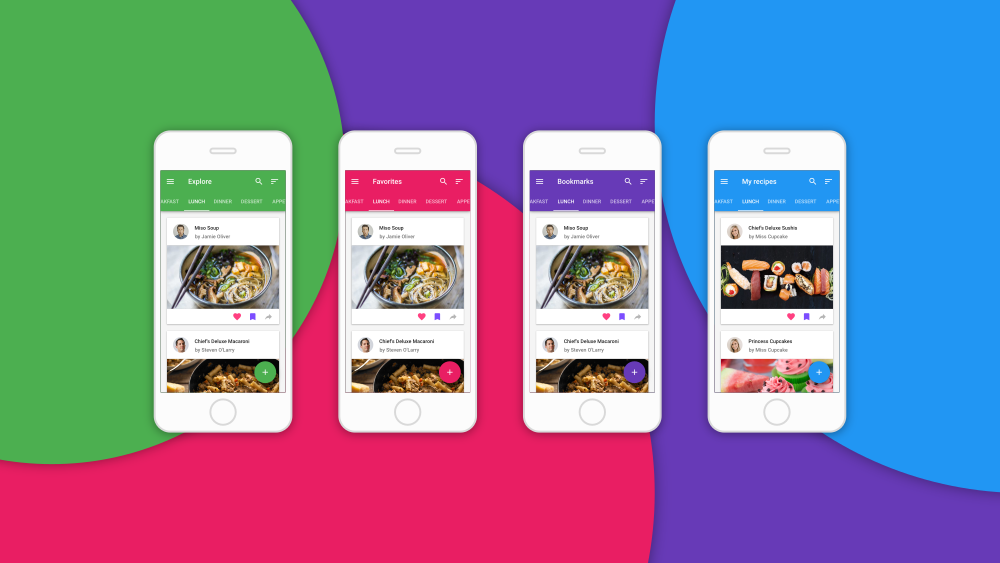 Explore
AKFAST LUNCH DINNER DESSERT APPE
Miso Soup
by Jamie Oliver
Chief's Deluxe Macaroni
by Steven O'Larry
Favorites
AKFAST LUNCH DINNER DESSERT APPE
Miso Soup
by Jamie Oliver
Chief's Deluxe Macaroni
by Steven O'Larry
Bookmarks
AKFAST LUNCH DINNER DESSERT APPE
Miso Soup
by Jamie Oliver
Chief's Deluxe Macaroni
by Steven O'Larry
My recipes
AKFAST LUNCH DINNER DESSERT APPE
Chief's Deluxe Sushis
by Miss Cupcake
Princess Cupcakes
by Miss Cupcake